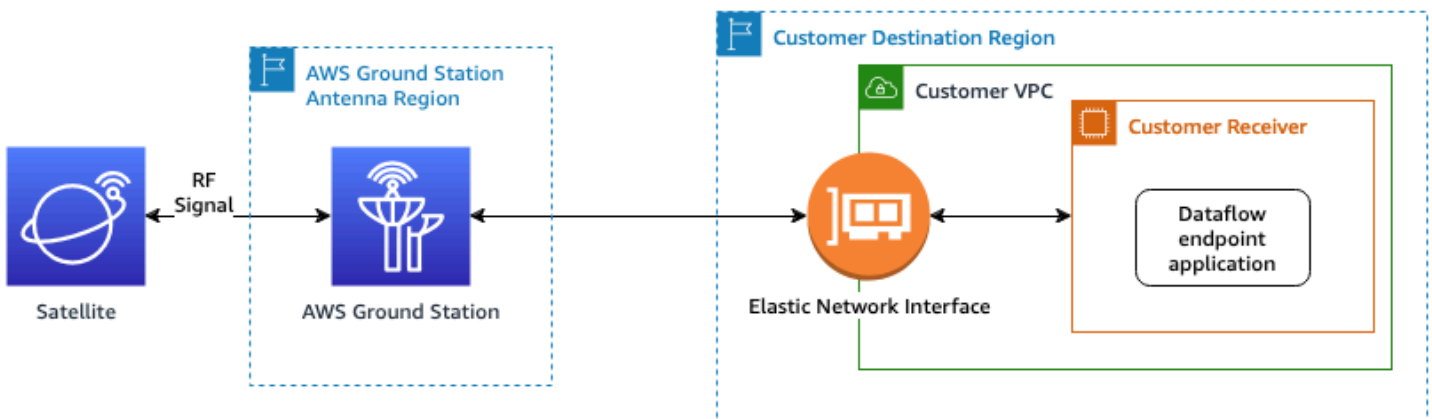 Customer Destination Region
AWS Ground Station
Antenna Region
Customer VPC
Customer Receiver
RF
Signal
Dataflow
endpoint
application
Satellite
AWS Ground Station
Elastic Network Interface